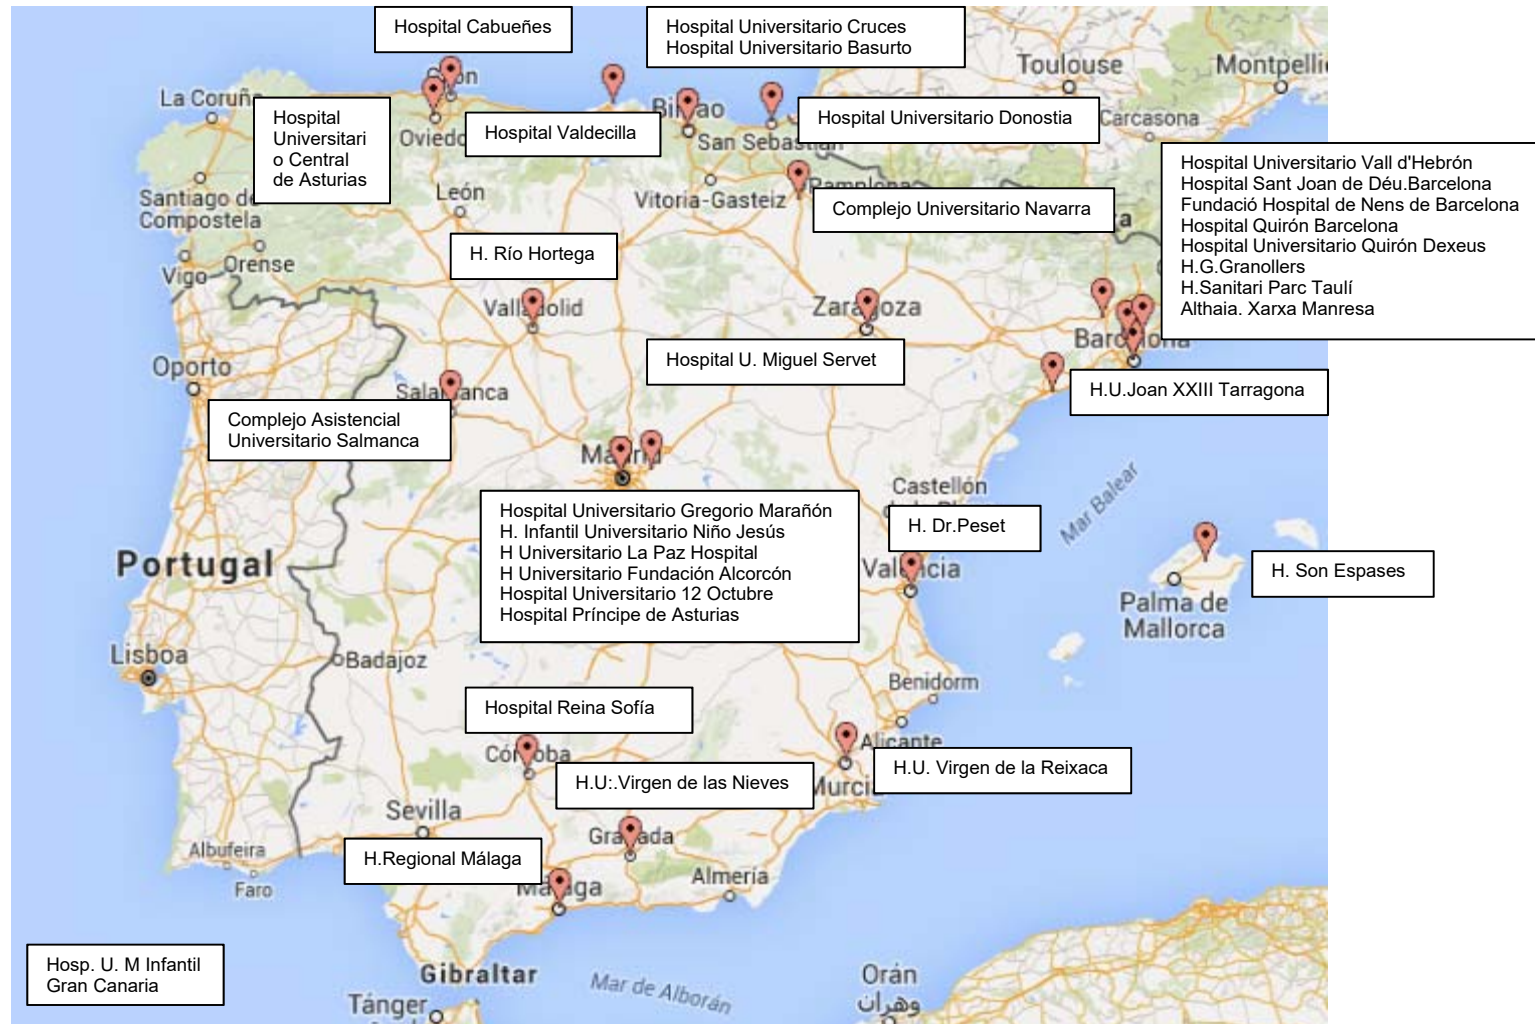 Hospital Cabueñes
Hospital Universitario Cruces
Hospital Universitario Basurto
Toulouse
Montpelli
La Coruñ
Hospital
Universitari
o Central
de Asturias
Oviedo
Hospital Valdecilla
Bilbao
San Sebastián
Hospital Universitario Donostia
Carcasona
Santiago de
Compostela
León
Vitoria-Gasteiz
Pamplona
Complejo Universitario Navarra
Hospital Universitario Vall d'Hebrón
Hospital Sant Joan de Déu.Barcelona
Fundació Hospital de Nens de Barcelona
Hospital Quirón Barcelona
Hospital Universitario Quirón Dexeus
H.G.Granollers
H.Sanitari Parc Taulí
Althaia. Xarxa Manresa
Vigo
Orense
H. Río Hortega
Valladolid
Zaragoza
Barcelona
Oporto
Hospital U. Miguel Servet
Salamanca
H.U.Joan XXIII Tarragona
Complejo Asistencial
Universitario Salmanca
Madrid
Castellón
Mar Balear
Hospital Universitario Gregorio Marañón
H. Infantil Universitario Niño Jesús
H Universitario La Paz Hospital
H Universitario Fundación Alcorcón
Hospital Universitario 12 Octubre
Hospital Príncipe de Asturias
H. Dr.Peset
Portugal
Valencia
H. Son Espases
Palma de
Mallorca
Lisboa
Badajoz
Benidorm
Hospital Reina Sofía
Córdoba
Alicante
H.U. Virgen de la Reixaca
H.U:.Virgen de las Nieves
Murcia
Sevilla
Granada
Albufeira
Faro
H.Regional Málaga
Málaga
Almería
Hosp. U. M Infantil
Gran Canaria
Gibraltar
Mar de Alborán
Orán
وهران
Tánger